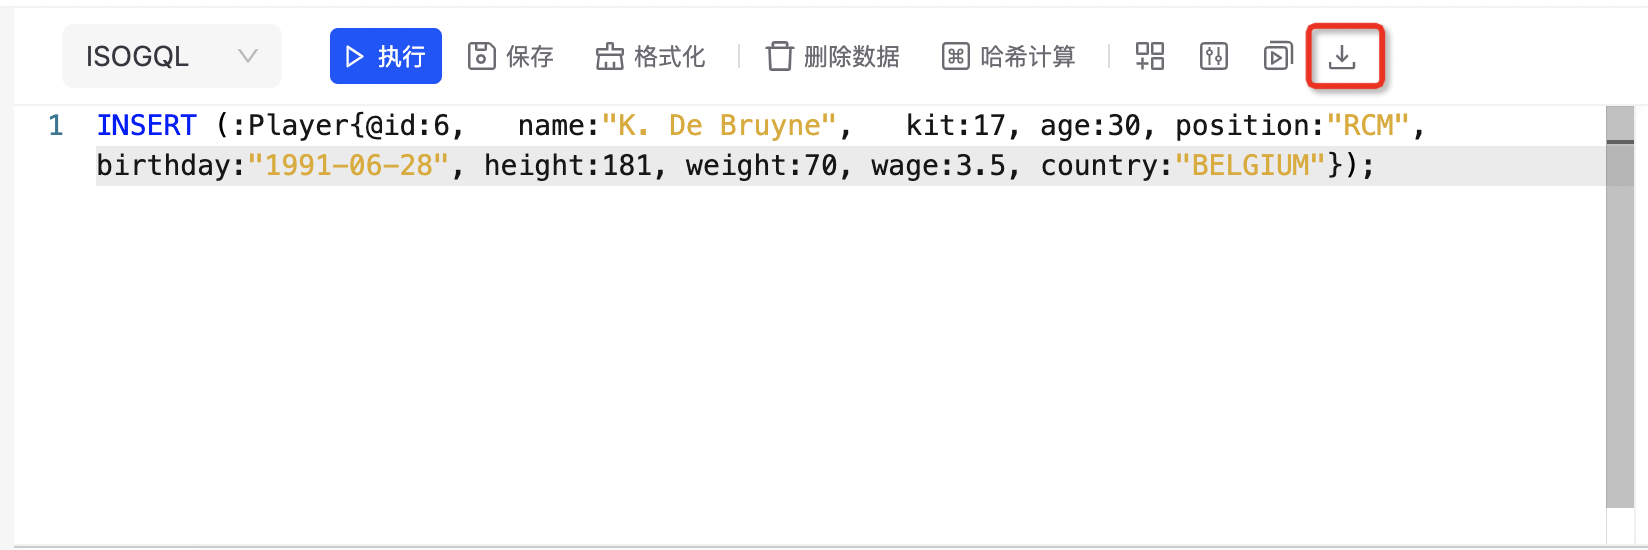 ISOGQL 执行 保存 格式化 删除数据 哈希计算
1 INSERT (:Player{@id:6,   name:"K. De Bruyne",   kit:17, age:30, position:"RCM",
birthday:"1991-06-28", height:181, weight:70, wage:3.5, country:"BELGIUM"});